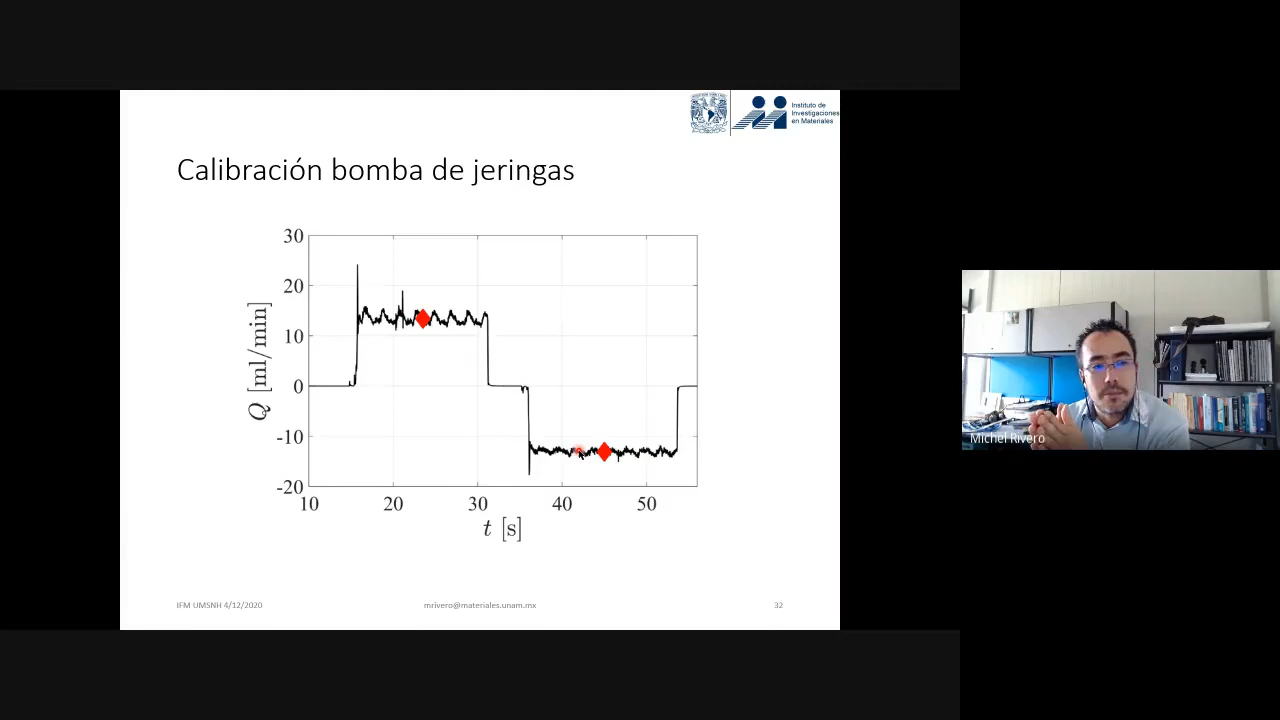 Instituto de
Investigaciones
en Materiales
Calibración bomba de jeringas
30
20
10
0
-10
-20
Q [ml/min]
10 20 30 40 50
t [s]
IFM UMSNH 4/12/2020 mrivero@materiales.unam.mx 32
Michel Rivero